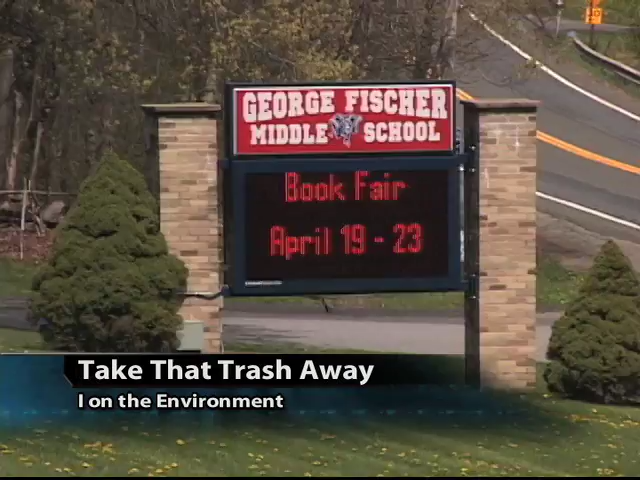 GEORGE FISCHER
MIDDLE SCHOOL
Book Fair
April 19 - 23
Take That Trash Away
I on the Environment